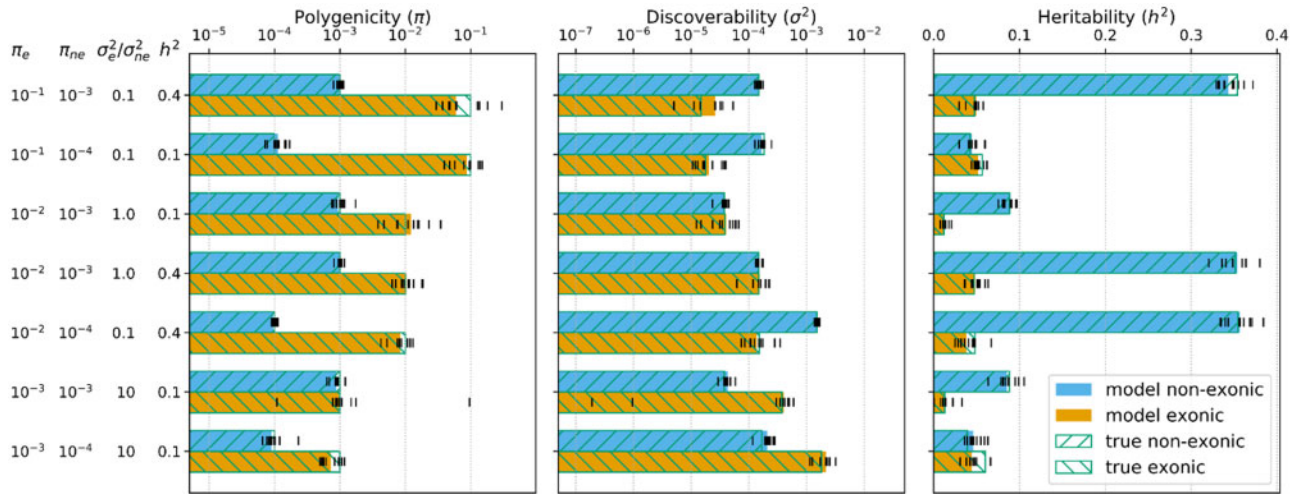 Polygenicity (π) Discoverability (σ²) Heritability (h²)
10⁻⁵ 10⁻⁴ 10⁻³ 10⁻² 10⁻¹ 10⁻⁷ 10⁻⁶ 10⁻⁵ 10⁻⁴ 10⁻³ 10⁻² 0.0 0.1 0.2 0.3 0.4
πₑ πₙₑ σ²ₑ/σ²ₙₑ h²
10⁻¹ 10⁻³ 0.1 0.4
10⁻¹ 10⁻⁴ 0.1 0.1
10⁻² 10⁻³ 1.0 0.1
10⁻² 10⁻³ 1.0 0.4
10⁻² 10⁻⁴ 0.1 0.4
10⁻³ 10⁻³ 10 0.1
10⁻³ 10⁻⁴ 10 0.1
model non-exonic
model exonic
true non-exonic
true exonic